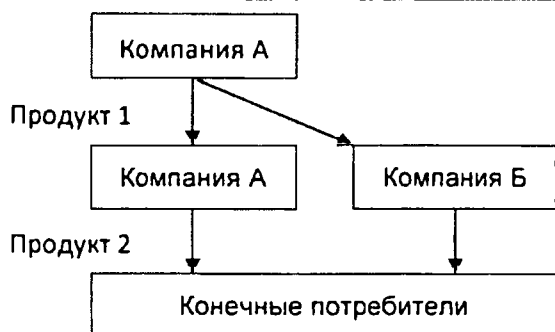 Компания А
Продукт 1
Компания А
Компания Б
Продукт 2
Конечные потребители